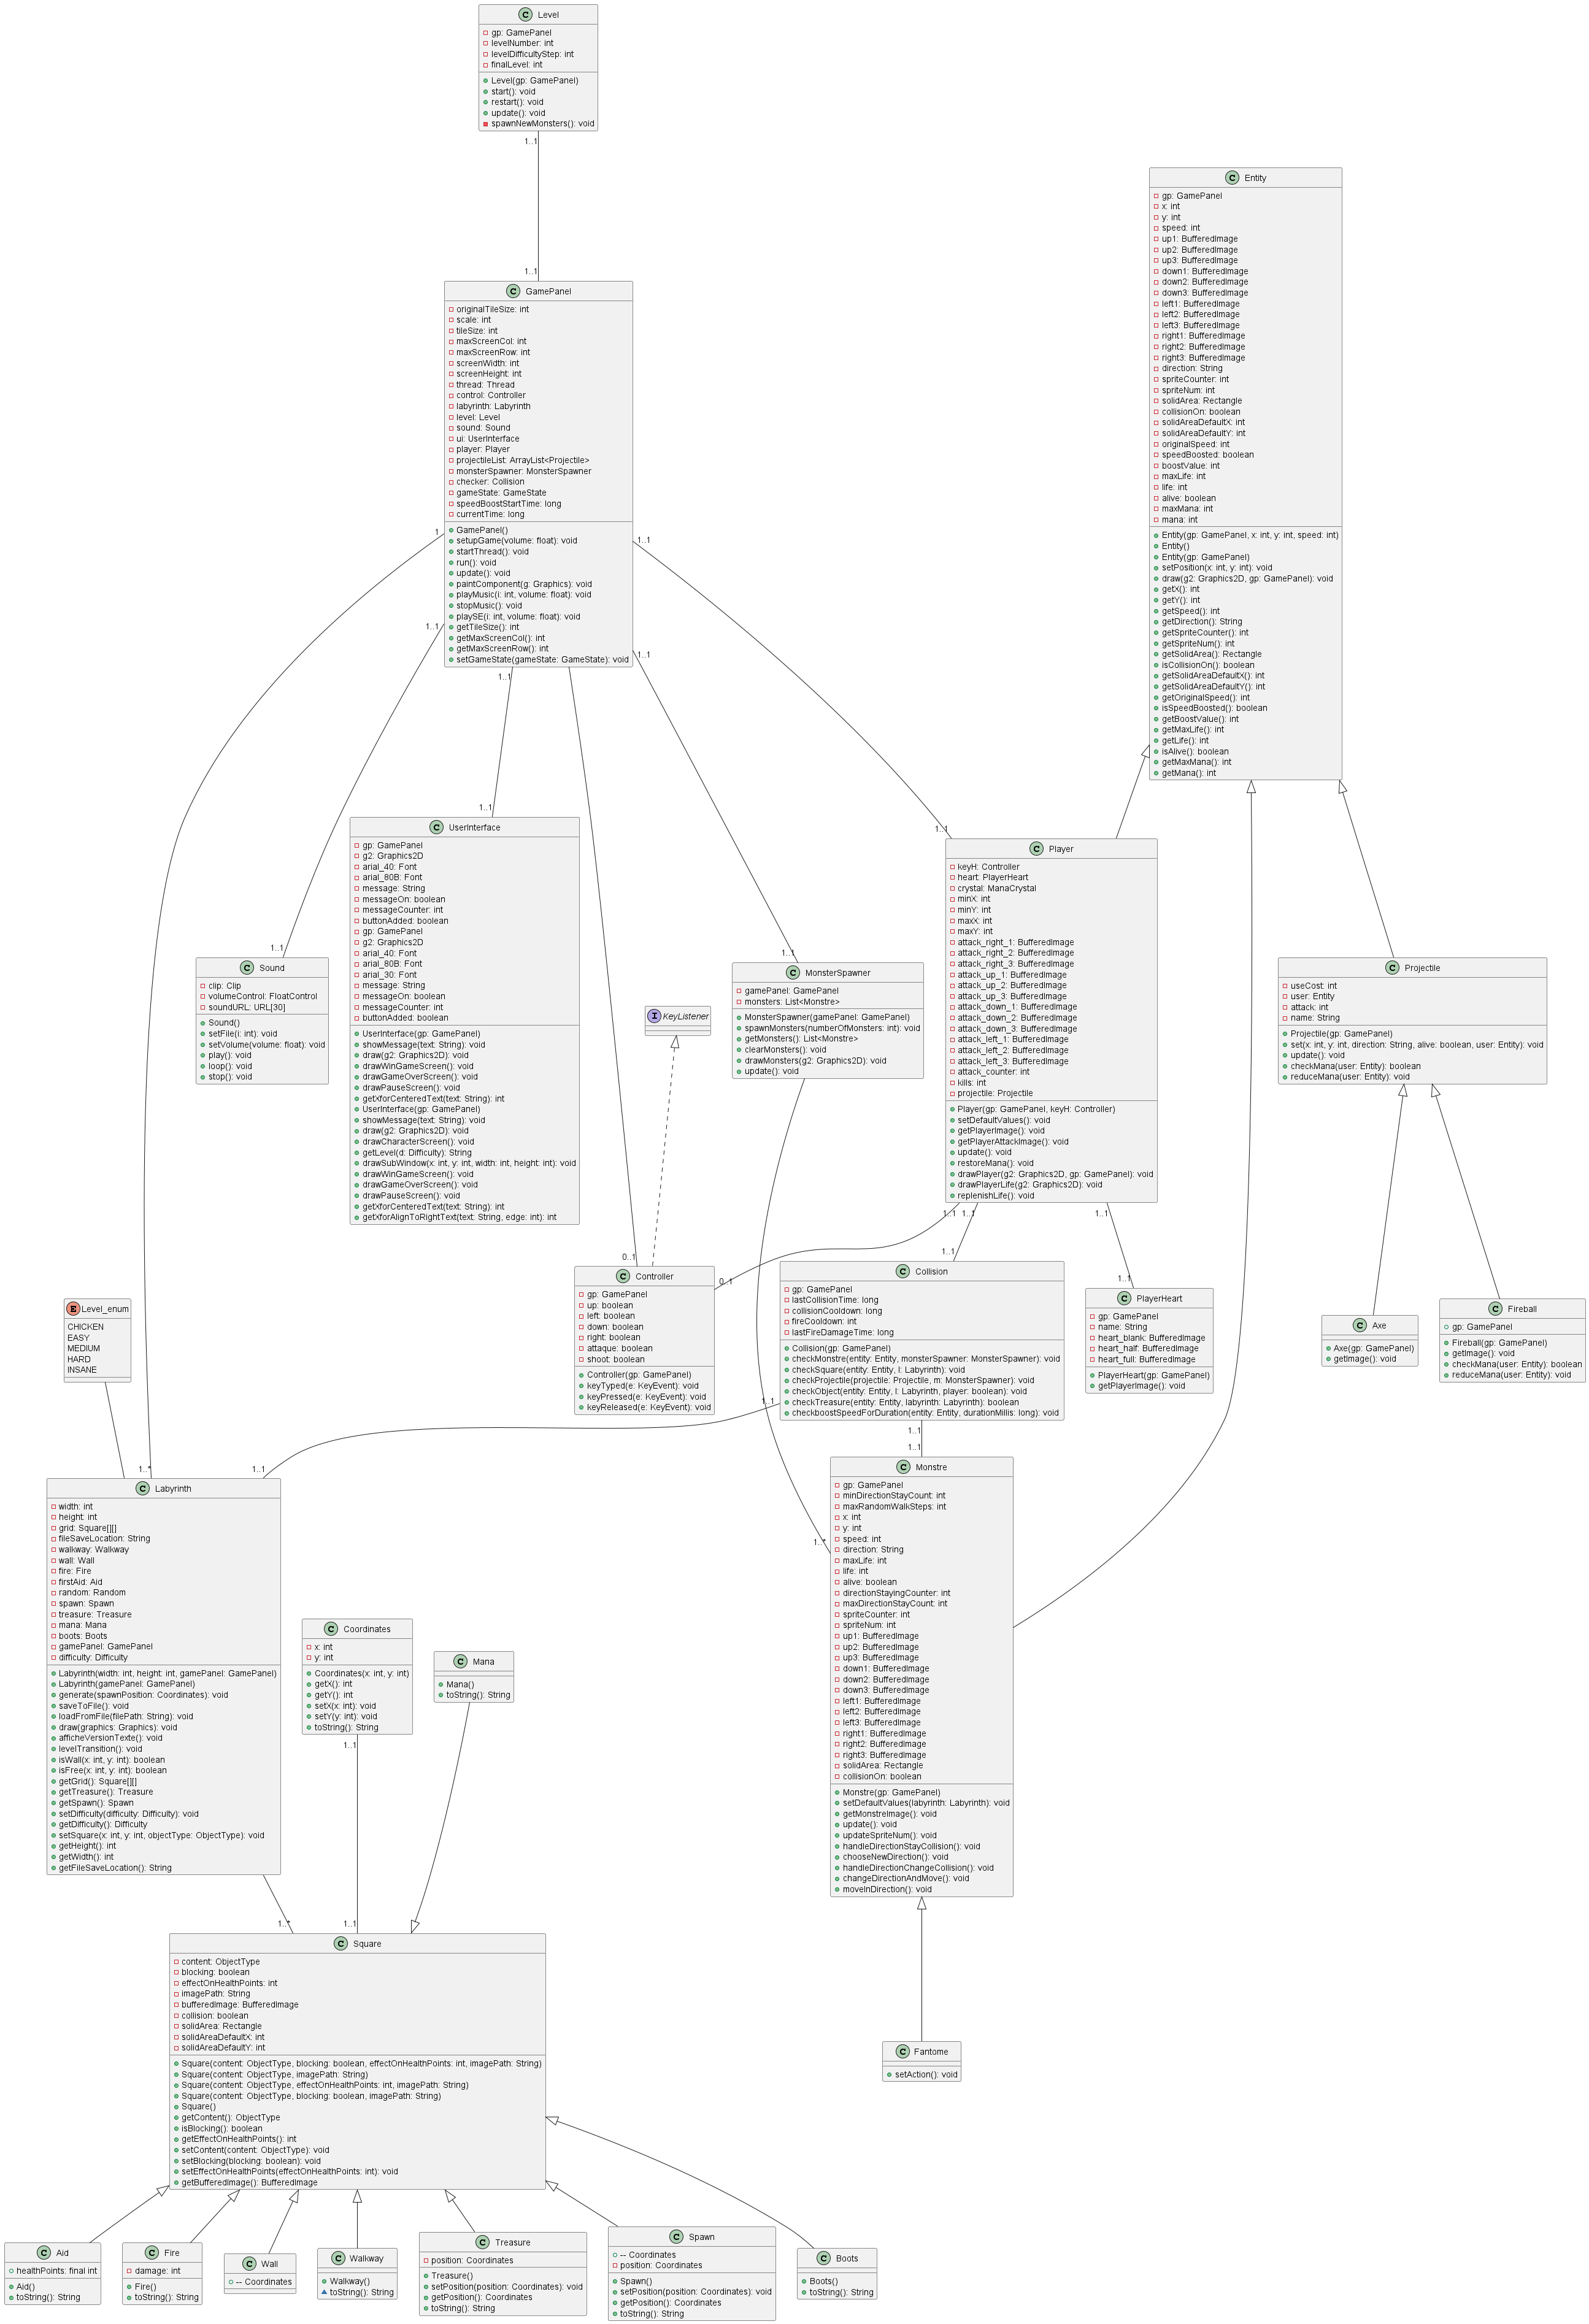 C Level
gp: GamePanel
levelNumber: int
levelDifficultyStep: int
finalLevel: int
Level(gp: GamePanel)
start(): void
restart(): void
update(): void
spawnNewMonsters(): void
1..1
1..1
C Entity
gp: GamePanel
x: int
y: int
speed: int
up1: BufferedImage
up2: BufferedImage
up3: BufferedImage
down1: BufferedImage
down2: BufferedImage
down3: BufferedImage
left1: BufferedImage
left2: BufferedImage
left3: BufferedImage
right1: BufferedImage
right2: BufferedImage
right3: BufferedImage
direction: String
spriteCounter: int
spriteNum: int
solidArea: Rectangle
collisionOn: boolean
solidAreaDefaultX: int
solidAreaDefaultY: int
originalSpeed: int
speedBoosted: boolean
boostValue: int
maxLife: int
life: int
alive: boolean
maxMana: int
mana: int
Entity(gp: GamePanel, x: int, y: int, speed: int)
Entity()
Entity(gp: GamePanel)
setPosition(x: int, y: int): void
draw(g2: Graphics2D, gp: GamePanel): void
getX(): int
getY(): int
getSpeed(): int
getDirection(): String
getSpriteCounter(): int
getSpriteNum(): int
getSolidArea(): Rectangle
isCollisionOn(): boolean
getSolidAreaDefaultX(): int
getSolidAreaDefaultY(): int
getOriginalSpeed(): int
isSpeedBoosted(): boolean
getBoostValue(): int
getMaxLife(): int
getLife(): int
isAlive(): boolean
getMaxMana(): int
getMana(): int
C GamePanel
originalTileSize: int
scale: int
tileSize: int
maxScreenCol: int
maxScreenRow: int
screenWidth: int
screenHeight: int
thread: Thread
control: Controller
labyrinth: Labyrinth
level: Level
sound: Sound
ui: UserInterface
player: Player
projectileList: ArrayList<Projectile>
monsterSpawner: MonsterSpawner
checker: Collision
gameState: GameState
speedBoostStartTime: long
currentTime: long
GamePanel()
setupGame(volume: float): void
startThread(): void
run(): void
update(): void
paintComponent(g: Graphics): void
playMusic(i: int, volume: float): void
stopMusic(): void
playSE(i: int, volume: float): void
getTileSize(): int
getMaxScreenCol(): int
getMaxScreenRow(): int
setGameState(gameState: GameState): void
1
1..1
1..1
1..1
1..1
1..1
1..1
1..1
1..1
C UserInterface
gp: GamePanel
g2: Graphics2D
arial_40: Font
arial_80B: Font
message: String
messageOn: boolean
messageCounter: int
buttonAdded: boolean
gp: GamePanel
g2: Graphics2D
arial_40: Font
arial_80B: Font
arial_30: Font
message: String
messageOn: boolean
messageCounter: int
buttonAdded: boolean
UserInterface(gp: GamePanel)
showMessage(text: String): void
draw(g2: Graphics2D): void
drawWinGameScreen(): void
drawGameOverScreen(): void
drawPauseScreen(): void
getXforCenteredText(text: String): int
UserInterface(gp: GamePanel)
showMessage(text: String): void
draw(g2: Graphics2D): void
drawCharacterScreen(): void
getLevel(d: Difficulty): String
drawSubWindow(x: int, y: int, width: int, height: int): void
drawWinGameScreen(): void
drawGameOverScreen(): void
drawPauseScreen(): void
getXforCenteredText(text: String): int
getXforAlignToRightText(text: String, edge: int): int
C Player
keyH: Controller
heart: PlayerHeart
crystal: ManaCrystal
minX: int
minY: int
maxX: int
maxY: int
attack_right_1: BufferedImage
attack_right_2: BufferedImage
attack_right_3: BufferedImage
attack_up_1: BufferedImage
attack_up_2: BufferedImage
attack_up_3: BufferedImage
attack_down_1: BufferedImage
attack_down_2: BufferedImage
attack_down_3: BufferedImage
attack_left_1: BufferedImage
attack_left_2: BufferedImage
attack_left_3: BufferedImage
attack_counter: int
kills: int
projectile: Projectile
Player(gp: GamePanel, keyH: Controller)
setDefaultValues(): void
getPlayerImage(): void
getPlayerAttackImage(): void
update(): void
restoreMana(): void
drawPlayer(g2: Graphics2D, gp: GamePanel): void
drawPlayerLife(g2: Graphics2D): void
replenishLife(): void
C Sound
clip: Clip
volumeControl: FloatControl
soundURL: URL[30]
Sound()
setFile(i: int): void
setVolume(volume: float): void
play(): void
loop(): void
stop(): void
C MonsterSpawner
gamePanel: GamePanel
monsters: List<Monstre>
MonsterSpawner(gamePanel: GamePanel)
spawnMonsters(numberOfMonsters: int): void
getMonsters(): List<Monstre>
clearMonsters(): void
drawMonsters(g2: Graphics2D): void
update(): void
C Projectile
useCost: int
user: Entity
attack: int
name: String
Projectile(gp: GamePanel)
set(x: int, y: int, direction: String, alive: boolean, user: Entity): void
update(): void
checkMana(user: Entity): boolean
reduceMana(user: Entity): void
I KeyListener
1..1
1..1
1..1
0..1
0..1
1..1
1..1
C Controller
gp: GamePanel
up: boolean
left: boolean
down: boolean
right: boolean
attaque: boolean
shoot: boolean
Controller(gp: GamePanel)
keyTyped(e: KeyEvent): void
keyPressed(e: KeyEvent): void
keyReleased(e: KeyEvent): void
C Collision
gp: GamePanel
lastCollisionTime: long
collisionCooldown: long
fireCooldown: int
lastFireDamageTime: long
Collision(gp: GamePanel)
checkMonstre(entity: Entity, monsterSpawner: MonsterSpawner): void
checkSquare(entity: Entity, l: Labyrinth): void
checkProjectile(projectile: Projectile, m: MonsterSpawner): void
checkObject(entity: Entity, l: Labyrinth, player: boolean): void
checkTreasure(entity: Entity, labyrinth: Labyrinth): boolean
checkboostSpeedForDuration(entity: Entity, durationMillis: long): void
C PlayerHeart
gp: GamePanel
name: String
heart_blank: BufferedImage
heart_half: BufferedImage
heart_full: BufferedImage
PlayerHeart(gp: GamePanel)
getPlayerImage(): void
C Axe
Axe(gp: GamePanel)
getImage(): void
C Fireball
gp: GamePanel
Fireball(gp: GamePanel)
getImage(): void
checkMana(user: Entity): boolean
reduceMana(user: Entity): void
E Level_enum
CHICKEN
EASY
MEDIUM
HARD
INSANE
1..1
1..1
1..*
1..1
1..1
1..*
C Labyrinth
width: int
height: int
grid: Square[][]
fileSaveLocation: String
walkway: Walkway
wall: Wall
fire: Fire
firstAid: Aid
random: Random
spawn: Spawn
treasure: Treasure
mana: Mana
boots: Boots
gamePanel: GamePanel
difficulty: Difficulty
Labyrinth(width: int, height: int, gamePanel: GamePanel)
Labyrinth(gamePanel: GamePanel)
generate(spawnPosition: Coordinates): void
saveToFile(): void
loadFromFile(filePath: String): void
draw(graphics: Graphics): void
afficheVersionTexte(): void
levelTransition(): void
isWall(x: int, y: int): boolean
isFree(x: int, y: int): boolean
getGrid(): Square[][]
getTreasure(): Treasure
getSpawn(): Spawn
setDifficulty(difficulty: Difficulty): void
getDifficulty(): Difficulty
setSquare(x: int, y: int, objectType: ObjectType): void
getHeight(): int
getWidth(): int
getFileSaveLocation(): String
C Monstre
gp: GamePanel
minDirectionStayCount: int
maxRandomWalkSteps: int
x: int
y: int
speed: int
direction: String
maxLife: int
life: int
alive: boolean
directionStayingCounter: int
maxDirectionStayCount: int
spriteCounter: int
spriteNum: int
up1: BufferedImage
up2: BufferedImage
up3: BufferedImage
down1: BufferedImage
down2: BufferedImage
down3: BufferedImage
left1: BufferedImage
left2: BufferedImage
left3: BufferedImage
right1: BufferedImage
right2: BufferedImage
right3: BufferedImage
solidArea: Rectangle
collisionOn: boolean
Monstre(gp: GamePanel)
setDefaultValues(labyrinth: Labyrinth): void
getMonstreImage(): void
update(): void
updateSpriteNum(): void
handleDirectionStayCollision(): void
chooseNewDirection(): void
handleDirectionChangeCollision(): void
changeDirectionAndMove(): void
moveInDirection(): void
C Coordinates
x: int
y: int
Coordinates(x: int, y: int)
getX(): int
getY(): int
setX(x: int): void
setY(y: int): void
toString(): String
C Mana
Mana()
toString(): String
1..1
1..*
1..1
C Square
content: ObjectType
blocking: boolean
effectOnHealthPoints: int
imagePath: String
bufferedImage: BufferedImage
collision: boolean
solidArea: Rectangle
solidAreaDefaultX: int
solidAreaDefaultY: int
Square(content: ObjectType, blocking: boolean, effectOnHealthPoints: int, imagePath: String)
Square(content: ObjectType, imagePath: String)
Square(content: ObjectType, effectOnHealthPoints: int, imagePath: String)
Square(content: ObjectType, blocking: boolean, imagePath: String)
Square()
getContent(): ObjectType
isBlocking(): boolean
getEffectOnHealthPoints(): int
setContent(content: ObjectType): void
setBlocking(blocking: boolean): void
setEffectOnHealthPoints(effectOnHealthPoints: int): void
getBufferedImage(): BufferedImage
C Fantome
setAction(): void
C Aid
healthPoints: final int
Aid()
toString(): String
C Fire
damage: int
Fire()
toString(): String
C Wall
-- Coordinates
C Walkway
Walkway()
toString(): String
C Treasure
position: Coordinates
Treasure()
setPosition(position: Coordinates): void
getPosition(): Coordinates
toString(): String
C Spawn
-- Coordinates
position: Coordinates
Spawn()
setPosition(position: Coordinates): void
getPosition(): Coordinates
toString(): String
C Boots
Boots()
toString(): String